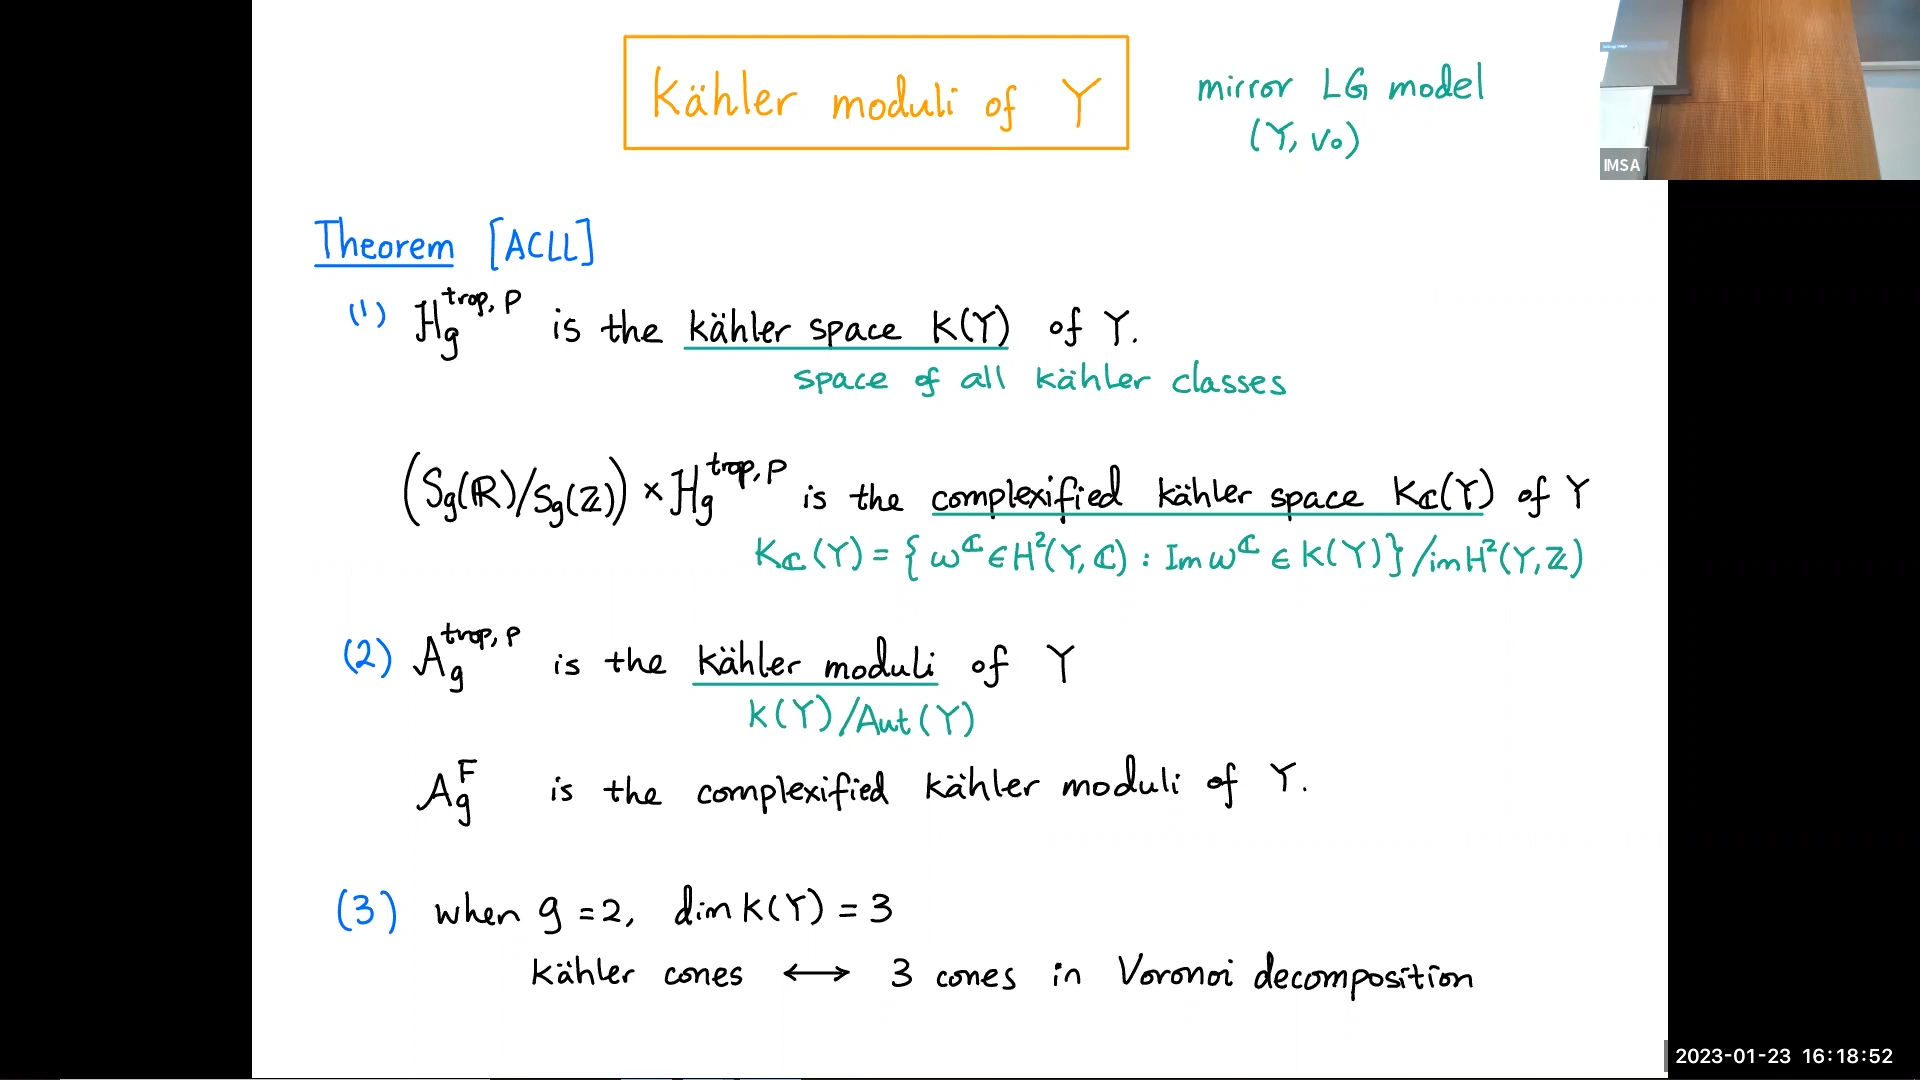 Kähler moduli of Y
mirror LG model
(Y, v₀)
IMSA
Theorem [ACLL]
(1) H_g^{trop, P} is the kähler space K(Y) of Y.
space of all kähler classes
(S_g(ℝ)/S_g(ℤ)) × H_g^{trop, P} is the complexified kähler space K_ℂ(Y) of Y
K_ℂ(Y) = { ω^ℂ ∈ H²(Y, ℂ) : Im ω^ℂ ∈ K(Y)} / im H²(Y, ℤ)
(2) A_g^{trop, P} is the kähler moduli of Y
K(Y)/Aut(Y)
A_g^F is the complexified kähler moduli of Y.
(3) when g = 2, dim K(Y) = 3
kähler cones ⟷ 3 cones in Voronoi decomposition
2023-01-23 16:18:52